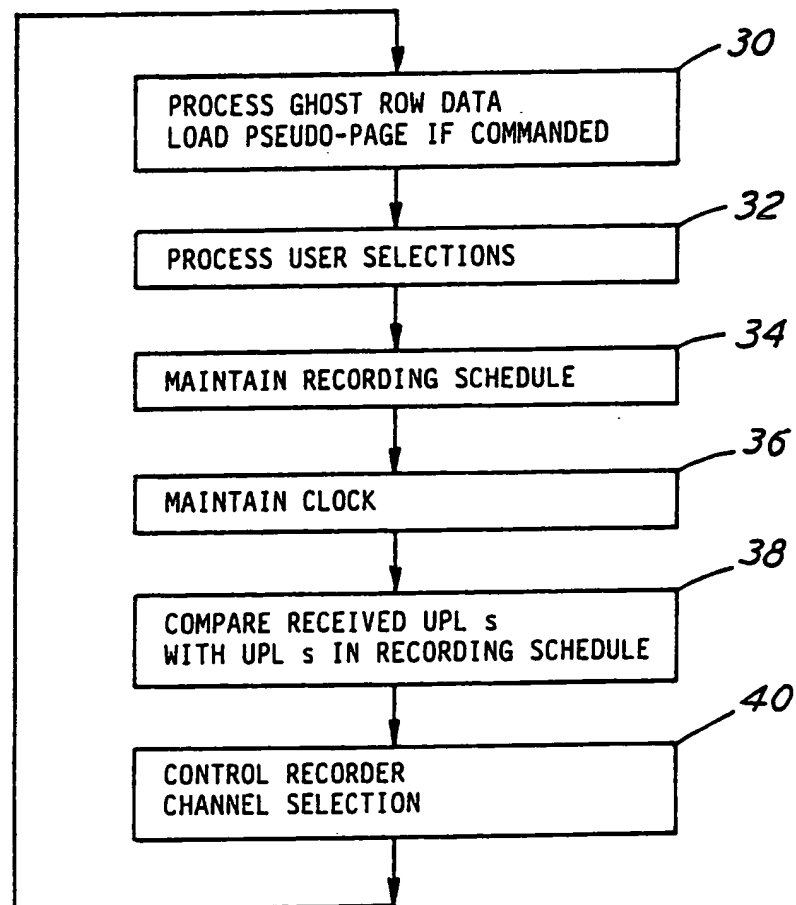 30
PROCESS GHOST ROW DATA
LOAD PSEUDO-PAGE IF COMMANDED
32
PROCESS USER SELECTIONS
34
MAINTAIN RECORDING SCHEDULE
36
MAINTAIN CLOCK
38
COMPARE RECEIVED UPL s
WITH UPL s IN RECORDING SCHEDULE
40
CONTROL RECORDER
CHANNEL SELECTION